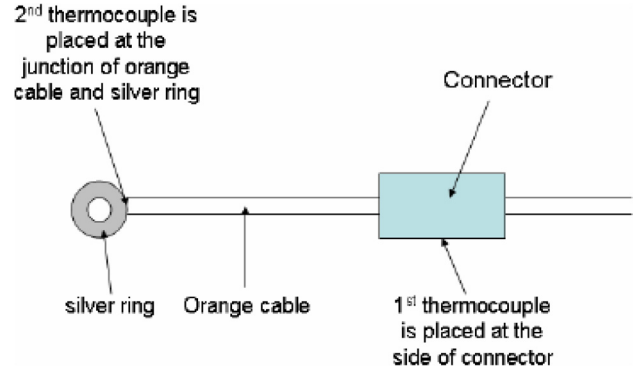 2nd thermocouple is
placed at the
junction of orange
cable and silver ring
Connector
silver ring
Orange cable
1st thermocouple
is placed at the
side of connector